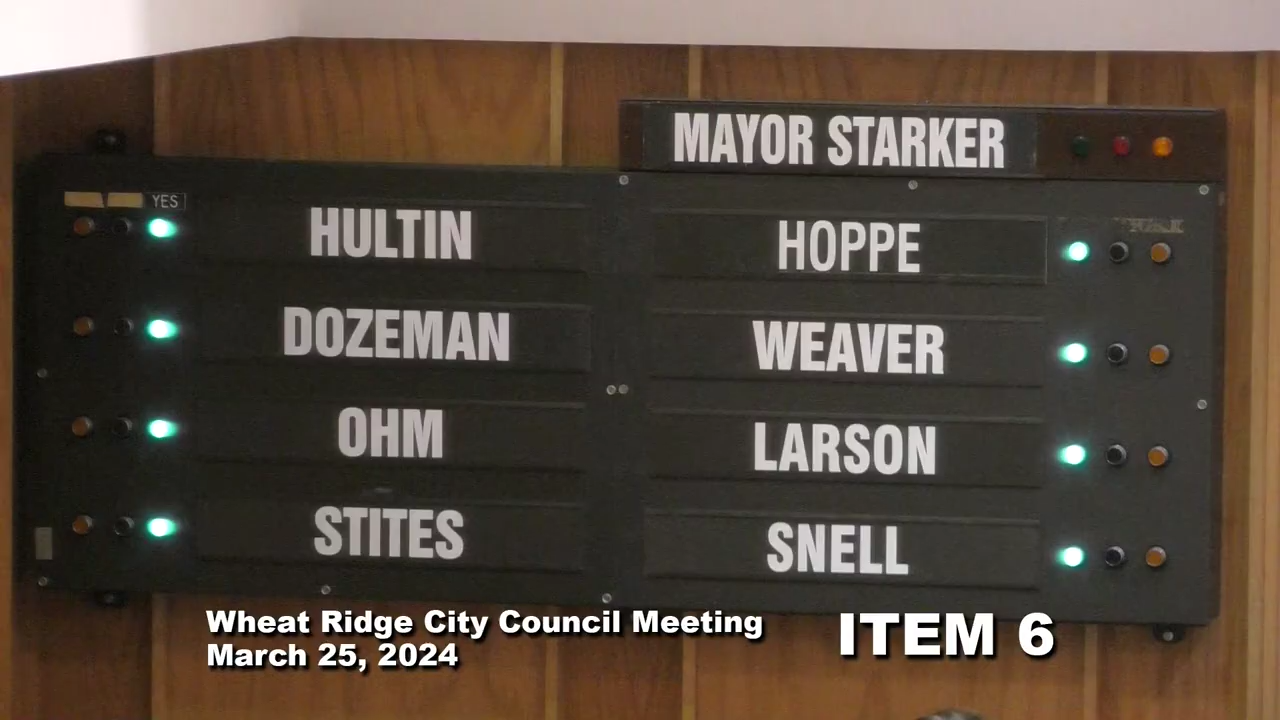 MAYOR STARKER
YES
HULTIN
HOPPE
DOZEMAN
WEAVER
OHM
LARSON
STITES
SNELL
Wheat Ridge City Council Meeting
March 25, 2024
ITEM 6